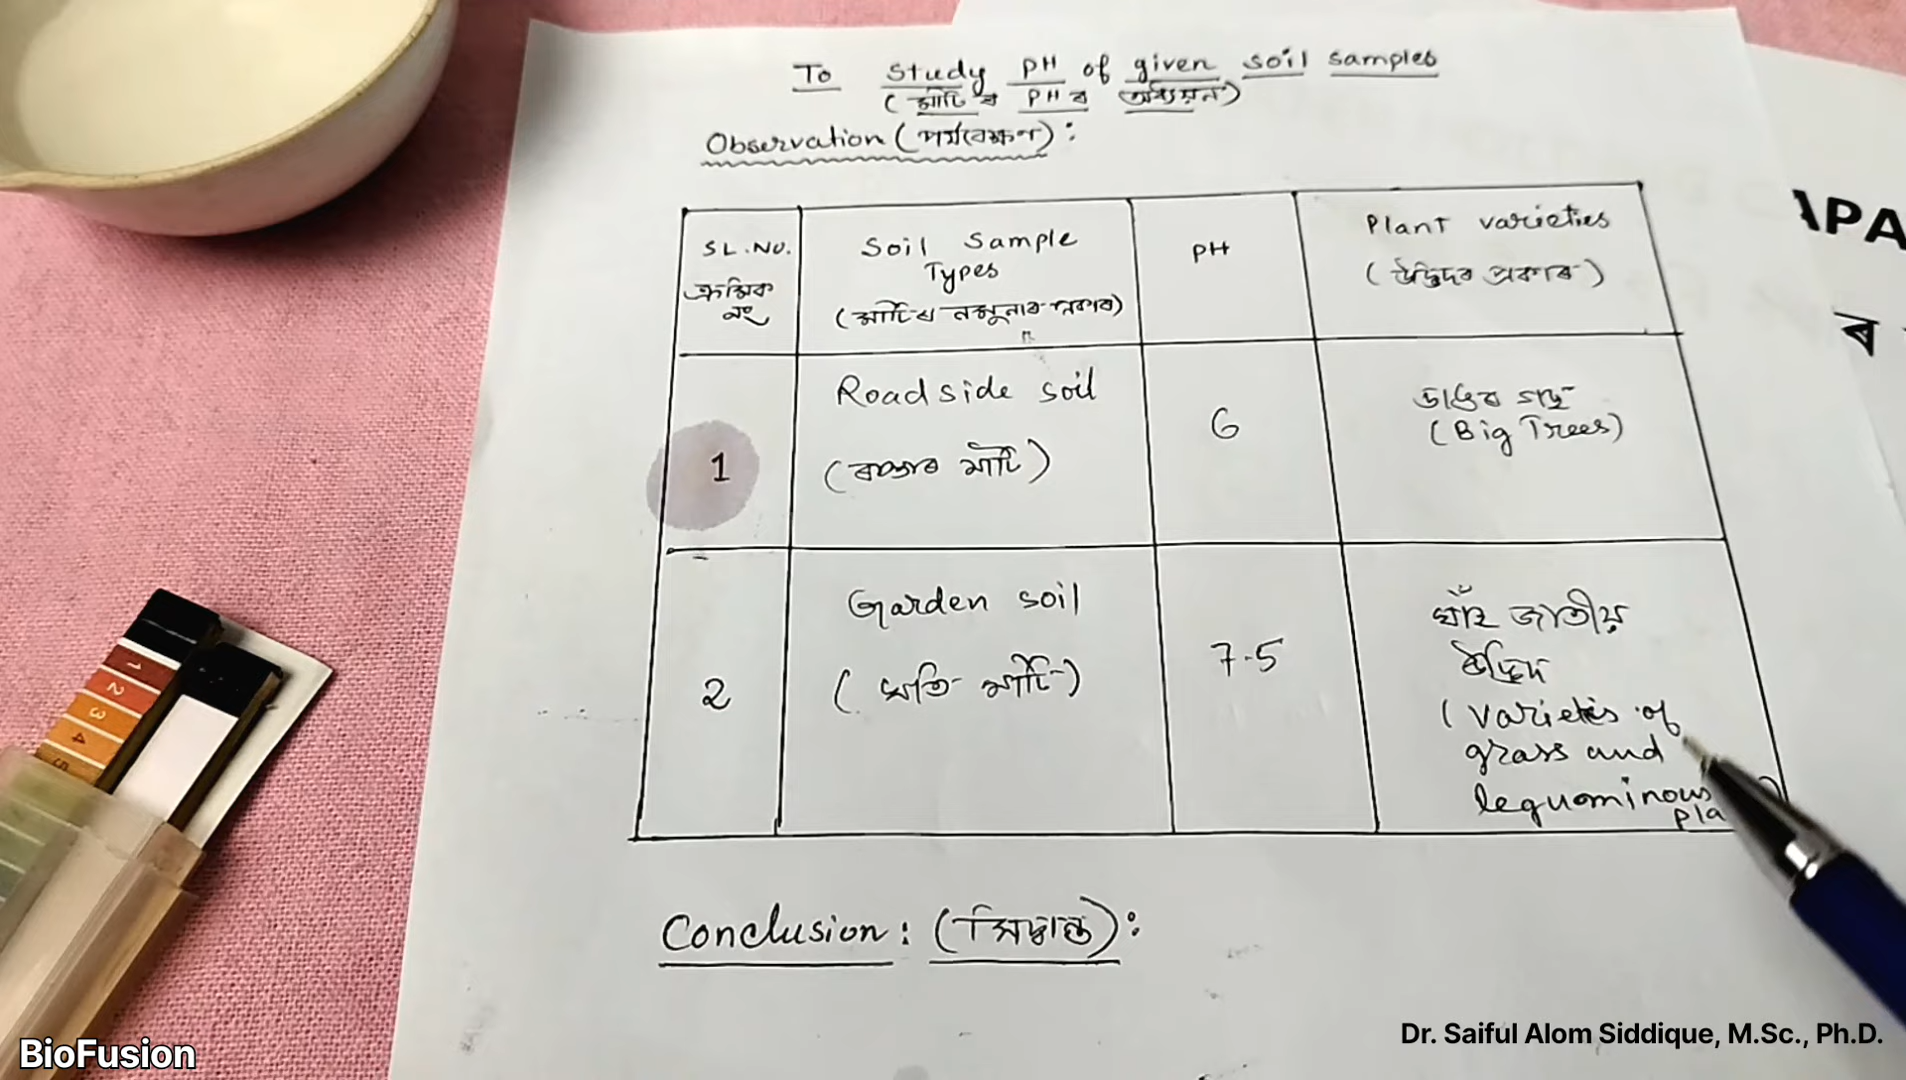 To Study PH of given soil samples
(মাটিৰ PHৰ অধ্যয়ন)
Observation (পৰ্যবেক্ষণ):
SL.NO.
ক্ৰমিক
নং
Soil Sample
Types
(মাটিৰ নমুনাৰ প্ৰকাৰ)
PH
Plant varieties
(উদ্ভিদৰ প্ৰকাৰ)
1
Roadside soil
(ৰাস্তাৰ মাটি)
6
ডাঙৰ গছ
(Big Trees)
2
Garden soil
(মাটি)
7.5
ঘাঁহ জাতীয়
উদ্ভিদ
(varieties of
grass and
leguominous
pla
Conclusion: (সিদ্ধান্ত):
APA
ৰ
1
2
3
4
5
BioFusion
Dr. Saiful Alom Siddique, M.Sc., Ph.D.